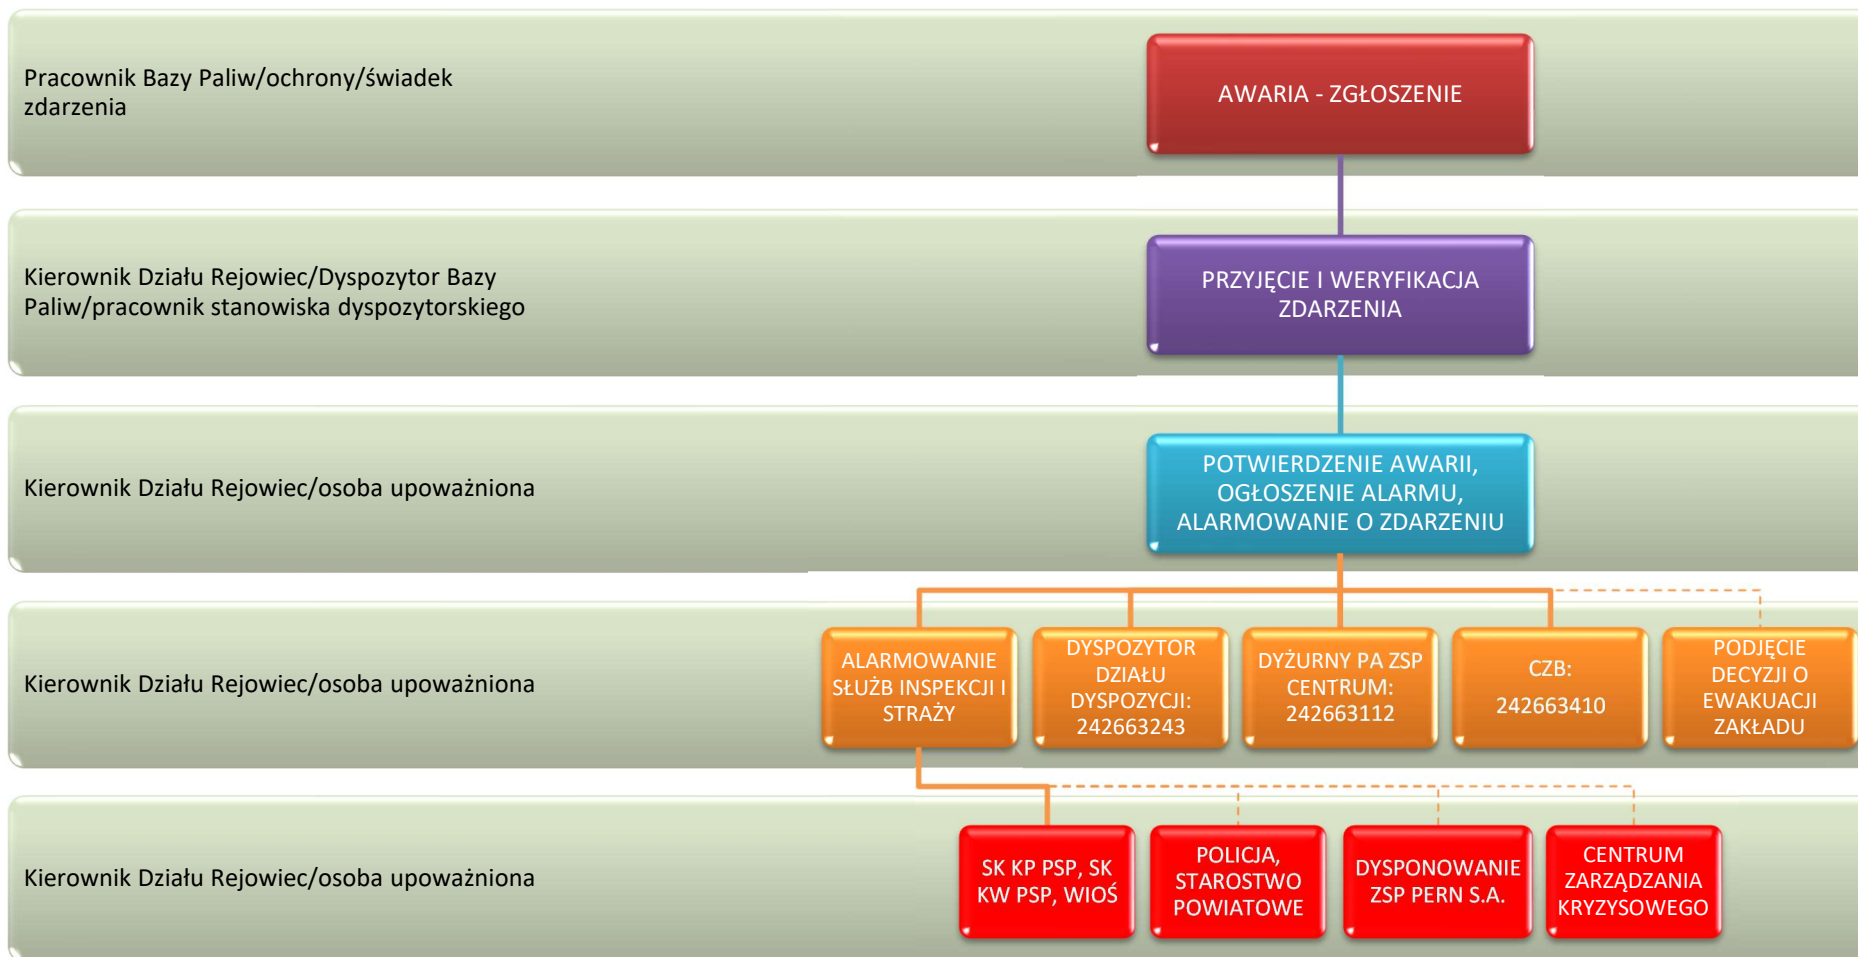 Pracownik Bazy Paliw/ochrony/świadek
zdarzenia
AWARIA - ZGŁOSZENIE
Kierownik Działu Rejowiec/Dyspozytor Bazy
Paliw/pracownik stanowiska dyspozytorskiego
PRZYJĘCIE I WERYFIKACJA
ZDARZENIA
Kierownik Działu Rejowiec/osoba upoważniona
POTWIERDZENIE AWARII,
OGŁOSZENIE ALARMU,
ALARMOWANIE O ZDARZENIU
Kierownik Działu Rejowiec/osoba upoważniona
ALARMOWANIE
SŁUŻB INSPEKCJI I
STRAŻY
DYSPOZYTOR
DZIAŁU
DYSPOZYCJI:
242663243
DYŻURNY PA ZSP
CENTRUM:
242663112
CZB:
242663410
PODJĘCIE
DECYZJI O
EWAKUACJI
ZAKŁADU
Kierownik Działu Rejowiec/osoba upoważniona
SK KP PSP, SK
KW PSP, WIOŚ
POLICJA,
STAROSTWO
POWIATOWE
DYSPONOWANIE
ZSP PERN S.A.
CENTRUM
ZARZĄDZANIA
KRYZYSOWEGO